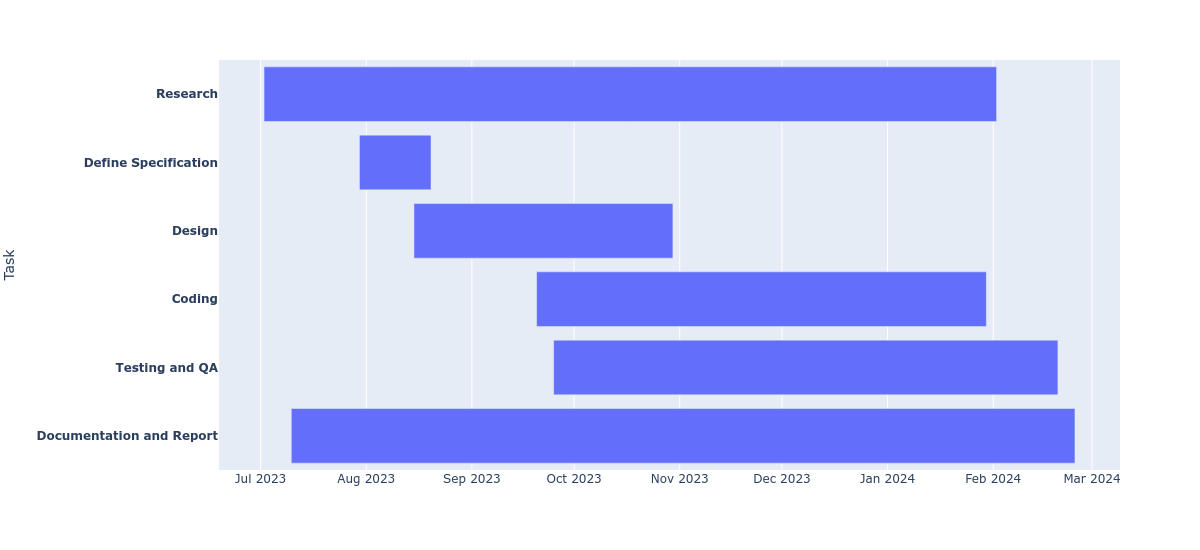 Task
Research
Define Specification
Design
Coding
Testing and QA
Documentation and Report
Jul 2023 Aug 2023 Sep 2023 Oct 2023 Nov 2023 Dec 2023 Jan 2024 Feb 2024 Mar 2024